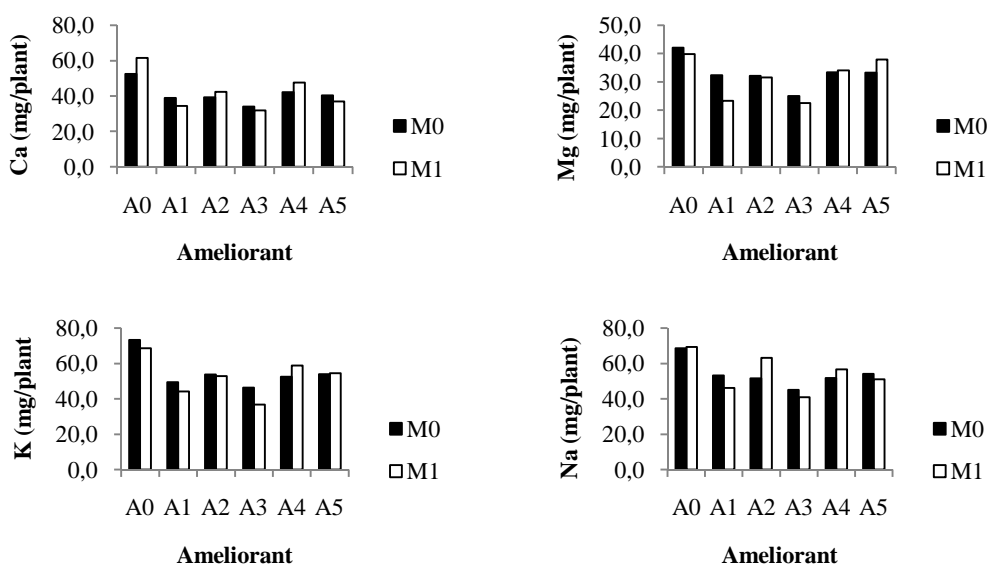 Ca (mg/plant)
80,0
60,0
40,0
20,0
0,0
A0 A1 A2 A3 A4 A5
Ameliorant
M0
M1
Mg (mg/plant)
50,0
40,0
30,0
20,0
10,0
0,0
A0 A1 A2 A3 A4 A5
Ameliorant
M0
M1
K (mg/plant
80,0
60,0
40,0
20,0
0,0
A0 A1 A2 A3 A4 A5
Ameliorant
M0
M1
Na (mg/plant)
80,0
60,0
40,0
20,0
0,0
A0 A1 A2 A3 A4 A5
Ameliorant
M0
M1